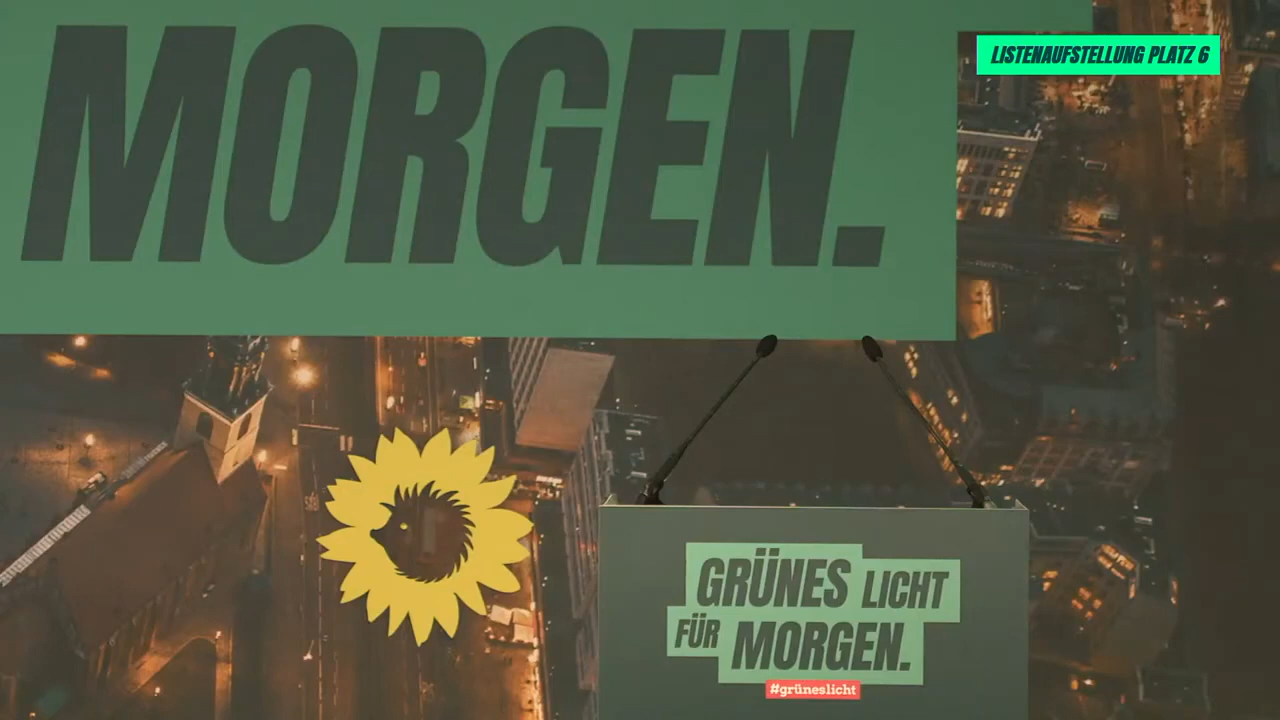 MORGEN.
LISTENAUFSTELLUNG PLATZ 6
GRÜNES LICHT
FÜR MORGEN.
#grüneslicht